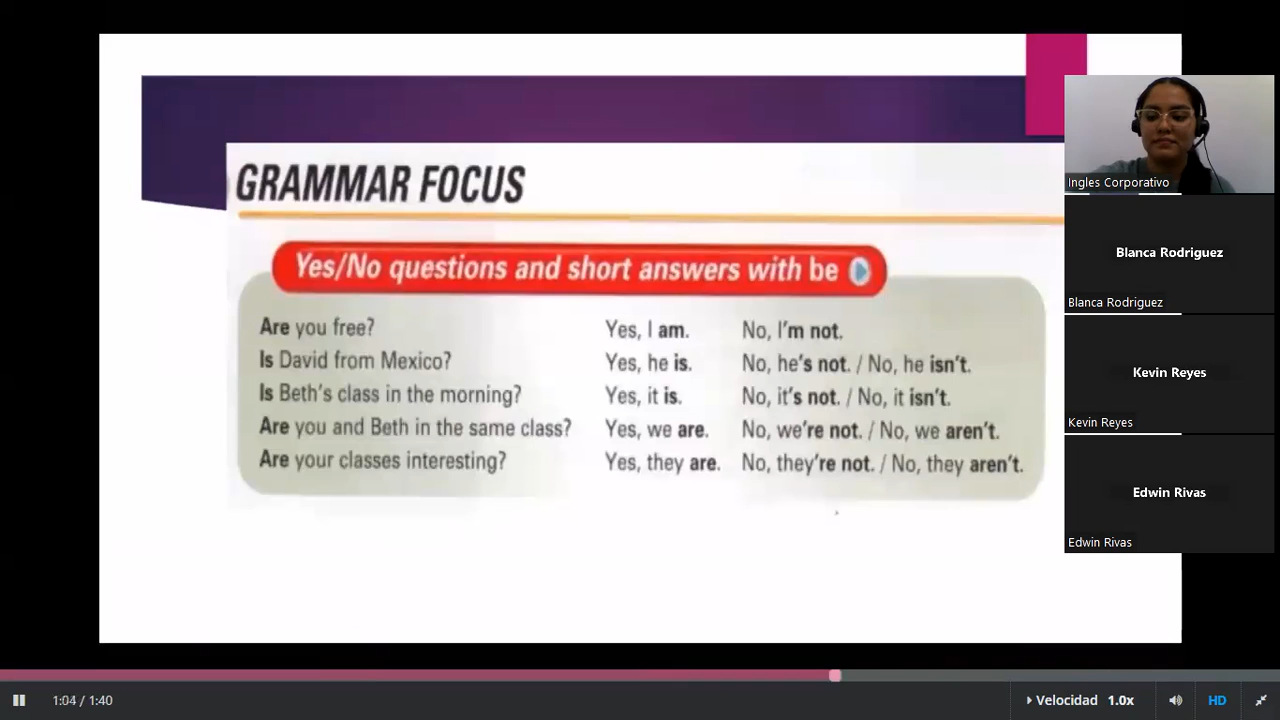 GRAMMAR FOCUS
Yes/No questions and short answers with be
Are you free? Yes, I am. No, I'm not.
Is David from Mexico? Yes, he is. No, he's not. / No, he isn't.
Is Beth's class in the morning? Yes, it is. No, it's not. / No, it isn't.
Are you and Beth in the same class? Yes, we are. No, we're not. / No, we aren't.
Are your classes interesting? Yes, they are. No, they're not. / No, they aren't.
Ingles Corporativo
Blanca Rodriguez
Blanca Rodriguez
Kevin Reyes
Kevin Reyes
Edwin Rivas
Edwin Rivas
1:04 / 1:40
Velocidad 1.0x
HD